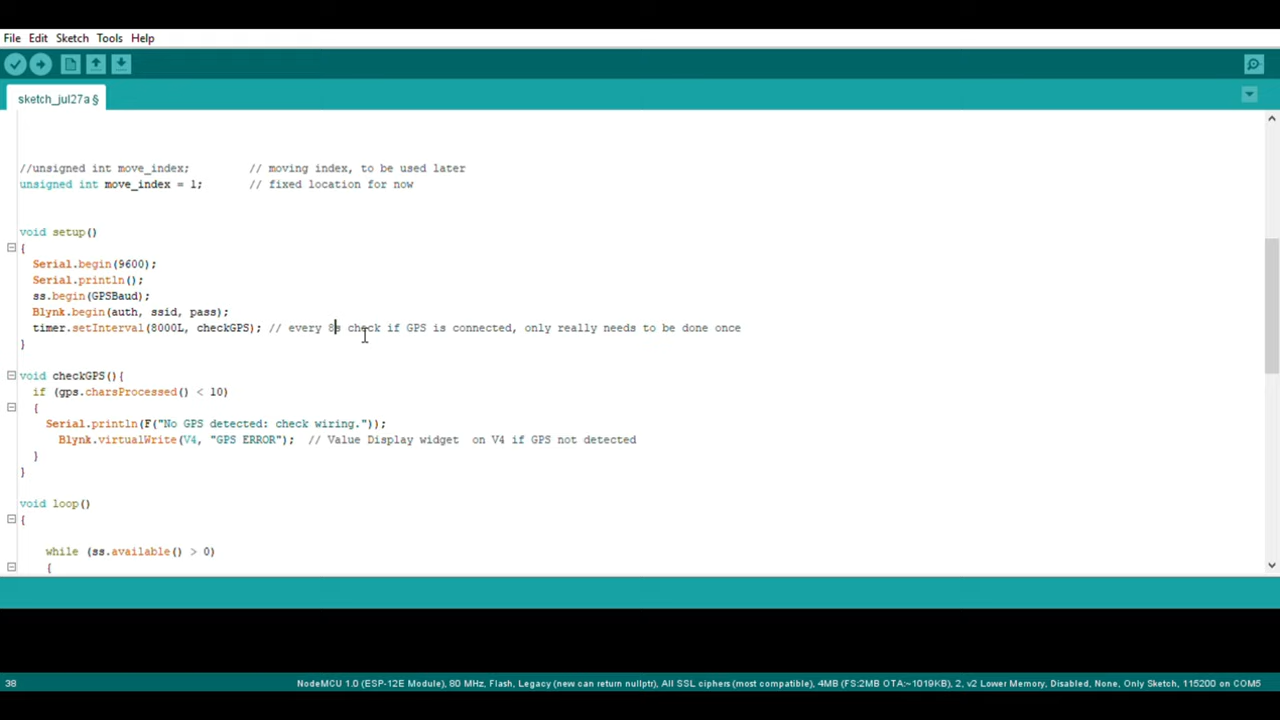 File Edit Sketch Tools Help
sketch_jul27a §
//unsigned int move_index; // moving index, to be used later
unsigned int move_index = 1; // fixed location for now
void setup()
{
Serial.begin(9600);
Serial.println();
ss.begin(GPSBaud);
Blynk.begin(auth, ssid, pass);
timer.setInterval(8000L, checkGPS); // every 8s check if GPS is connected, only really needs to be done once
}
void checkGPS(){
if (gps.charsProcessed() < 10)
{
Serial.println(F("No GPS detected: check wiring."));
Blynk.virtualWrite(V4, "GPS ERROR"); // Value Display widget  on V4 if GPS not detected
}
}
void loop()
{
while (ss.available() > 0)
{
38 NodeMCU 1.0 (ESP-12E Module), 80 MHz, Flash, Legacy (new can return nullptr), All SSL ciphers (most compatible), 4MB (FS:2MB OTA:~1019KB), 2, v2 Lower Memory, Disabled, None, Only Sketch, 115200 on COM5